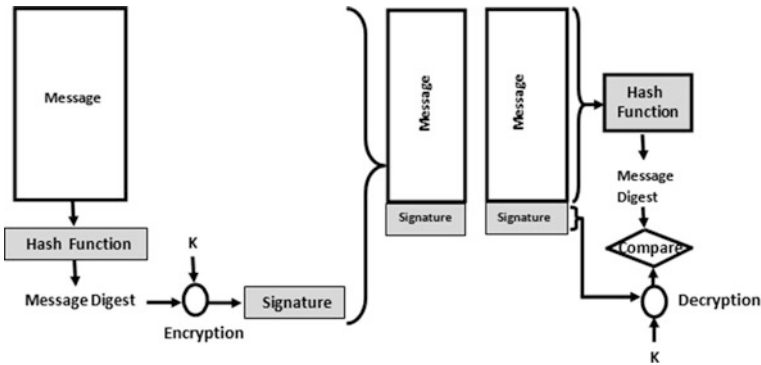 Message
Hash Function
Message Digest
K
Encryption
Signature
Message
Signature
Message
Signature
Hash
Function
Message
Digest
Compare
Decryption
K